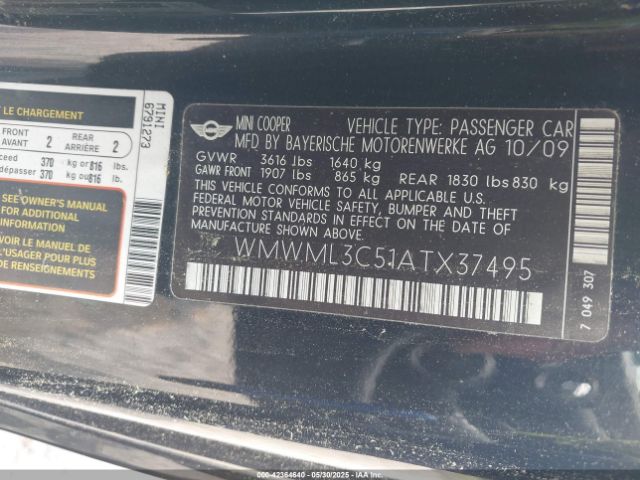 MINI
6791273
LE CHARGEMENT
FRONT
AVANT 2 REAR
ARRIÈRE 2
xceed 370 kg or 816 lbs.
dépasser 370 kg ou 816 lb.
SEE OWNER'S MANUAL
FOR ADDITIONAL
INFORMATION
VOIR LE MANUEL DE
L'USAGER POUR PLUS
DE RENSEIGNEMENTS
MINI COOPER VEHICLE TYPE: PASSENGER CAR
MFD BY BAYERISCHE MOTORENWERKE AG 10/09
GVWR 3616 lbs 1640 kg
GAWR FRONT 1907 lbs 865 kg REAR 1830 lbs 830 kg
THIS VEHICLE CONFORMS TO ALL APPLICABLE U.S.
FEDERAL MOTOR VEHICLE SAFETY, BUMPER AND THEFT
PREVENTION STANDARDS IN EFFECT ON THE DATE OF
MANUFACTURE SHOWN ABOVE.
WMWML3C51ATX37495
7 049 307
000-42364640 - 05/30/2025 - IAA Inc.